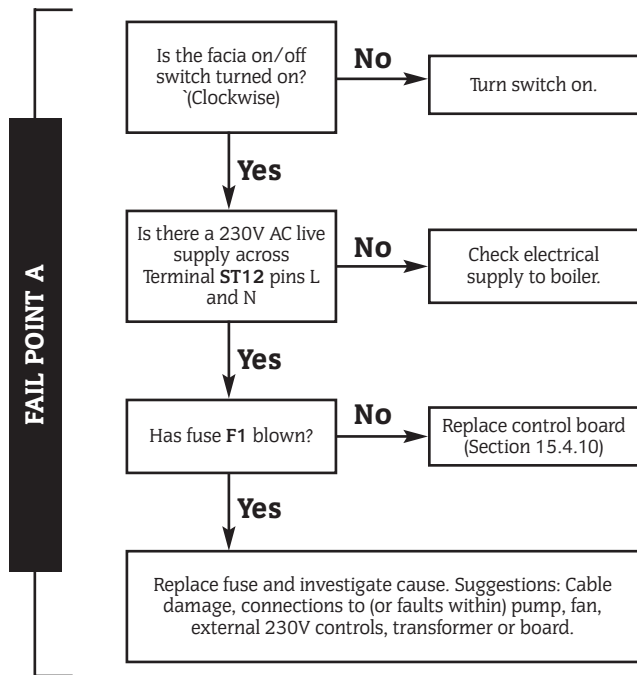 FAIL POINT A
Is the facia on/off
switch turned on?
`(Clockwise)
No
Turn switch on.
Yes
Is there a 230V AC live
supply across
Terminal ST12 pins L
and N
No
Check electrical
supply to boiler.
Yes
Has fuse F1 blown?
No
Replace control board
(Section 15.4.10)
Yes
Replace fuse and investigate cause. Suggestions: Cable
damage, connections to (or faults within) pump, fan,
external 230V controls, transformer or board.